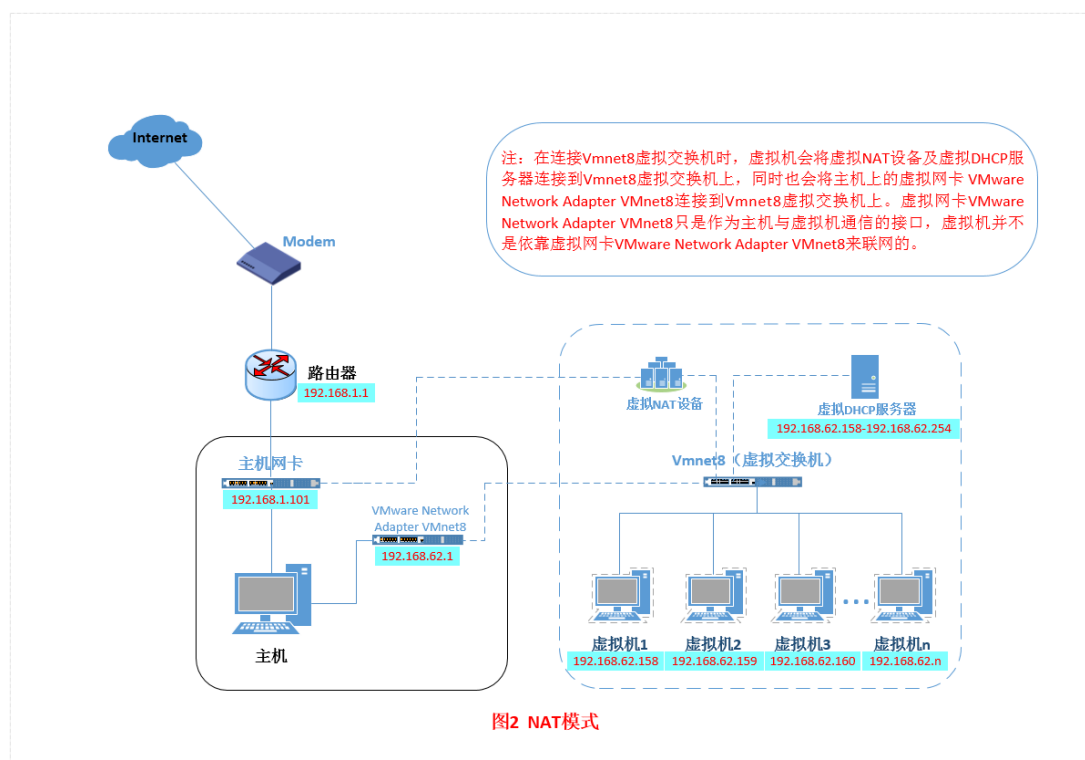 Internet
注：在连接Vmnet8虚拟交换机时，虚拟机会将虚拟NAT设备及虚拟DHCP服
务器连接到Vmnet8虚拟交换机上，同时也会将主机上的虚拟网卡 VMware
Network Adapter VMnet8连接到Vmnet8虚拟交换机上。虚拟网卡 VMware
Network Adapter VMnet8只是作为主机与虚拟机通信的接口，虚拟机并不
是依靠虚拟网卡VMware Network Adapter VMnet8来联网的。
Modem
路由器
192.168.1.1
虚拟NAT设备
虚拟DHCP服务器
192.168.62.158-192.168.62.254
主机网卡
192.168.1.101
Vmnet8（虚拟交换机）
VMware Network
Adapter VMnet8
192.168.62.1
主机
虚拟机1
192.168.62.158
虚拟机2
192.168.62.159
虚拟机3
192.168.62.160
...
虚拟机n
192.168.62.n
图2 NAT模式